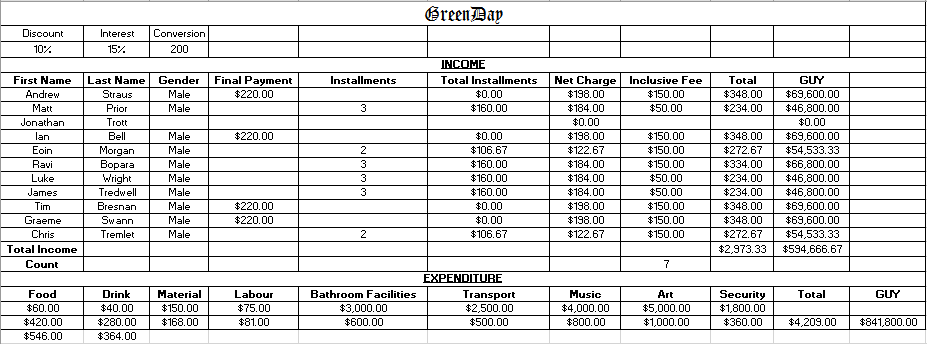 GreenDay
Discount Interest Conversion
10% 15% 200
INCOME
First Name Last Name Gender Final Payment Installments Total Installments Net Charge Inclusive Fee Total GUY
Andrew Straus Male $220.00 $0.00 $198.00 $150.00 $348.00 $69,600.00
Matt Prior Male 3 $160.00 $184.00 $50.00 $234.00 $46,800.00
Jonathan Trott $0.00 $0.00
Ian Bell Male $220.00 $0.00 $198.00 $150.00 $348.00 $69,600.00
Eoin Morgan Male 2 $106.67 $122.67 $150.00 $272.67 $54,533.33
Ravi Bopara Male 3 $160.00 $184.00 $150.00 $334.00 $66,800.00
Luke Wright Male 3 $160.00 $184.00 $50.00 $234.00 $46,800.00
James Tredwell Male 3 $160.00 $184.00 $50.00 $234.00 $46,800.00
Tim Bresnan Male $220.00 $0.00 $198.00 $150.00 $348.00 $69,600.00
Graeme Swann Male $220.00 $0.00 $198.00 $150.00 $348.00 $69,600.00
Chris Tremlet Male 2 $106.67 $122.67 $150.00 $272.67 $54,533.33
Total Income $2,973.33 $594,666.67
Count 7
EXPENDITURE
Food Drink Material Labour Bathroom Facilities Transport Music Art Security Total GUY
$60.00 $40.00 $150.00 $75.00 $3,000.00 $2,500.00 $4,000.00 $5,000.00 $1,800.00
$420.00 $280.00 $168.00 $81.00 $600.00 $500.00 $800.00 $1,000.00 $360.00 $4,209.00 $841,800.00
$546.00 $364.00